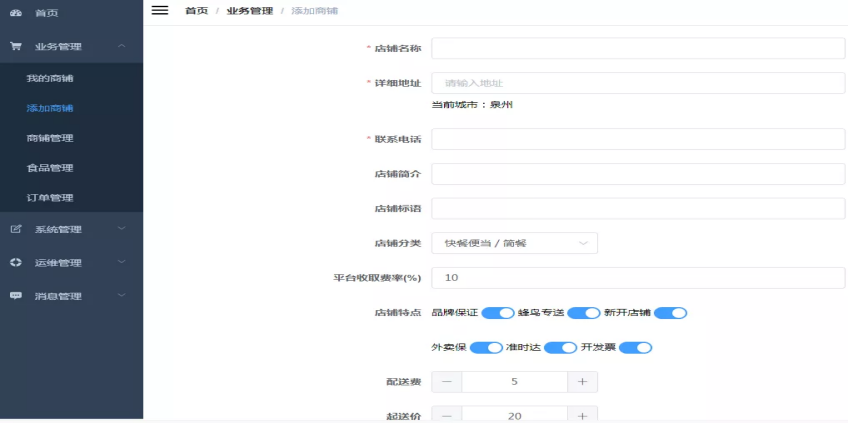 首页
业务管理
我的商铺
添加商铺
商铺管理
食品管理
订单管理
系统管理
运维管理
消息管理
首页 / 业务管理 / 添加商铺
* 店铺名称
* 详细地址 请输入地址
当前城市：泉州
* 联系电话
店铺简介
店铺标语
店铺分类 快餐便当 / 简餐
平台收取费率(%) 10
店铺特点 品牌保证 蜂鸟专送 新开店铺
外卖保 准时达 开发票
配送费 − 5 +
起送价 − 20 +